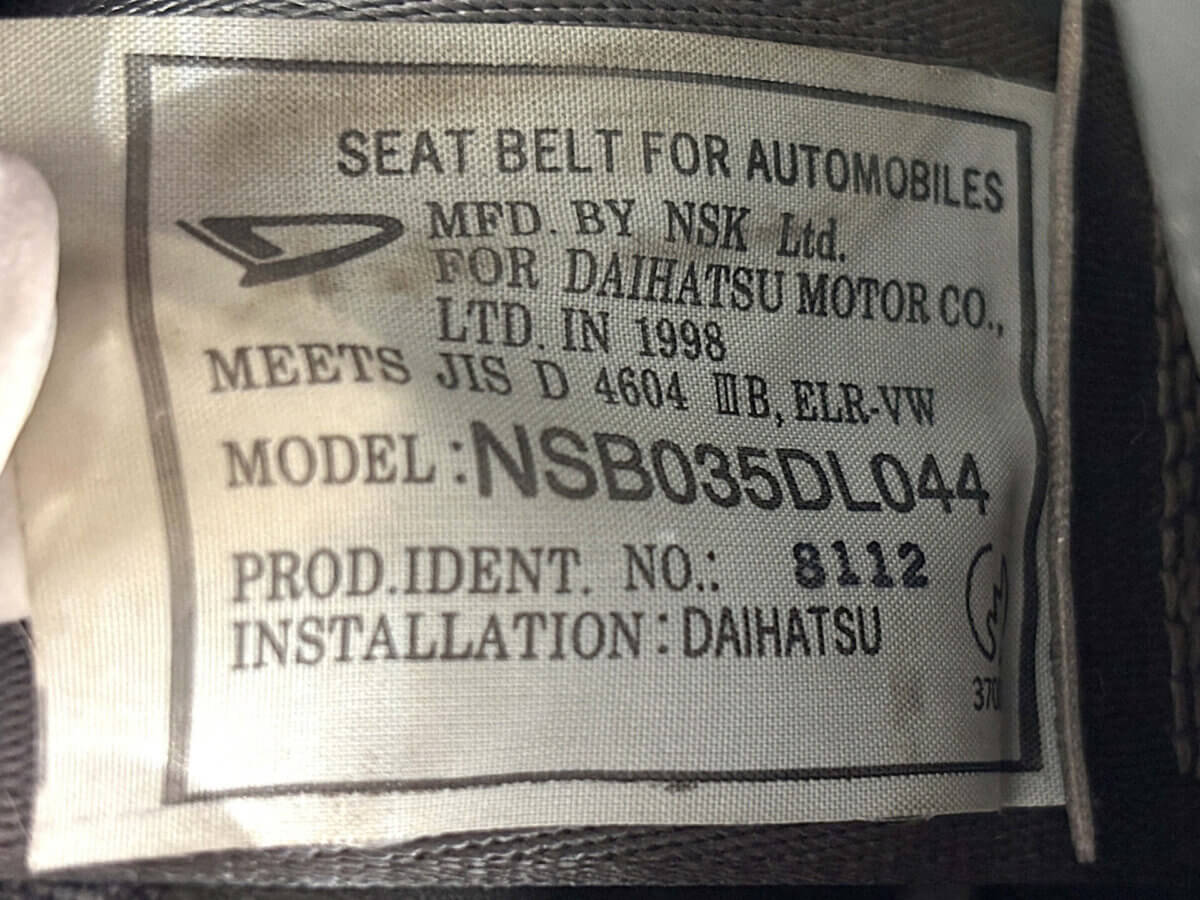 SEAT BELT FOR AUTOMOBILES
MFD. BY NSK Ltd.
FOR DAIHATSU MOTOR CO.,
LTD. IN 1998
MEETS JIS D 4604 ⅢB, ELR-VW
MODEL:NSB035DL044
PROD.IDENT. NO.: 8112
INSTALLATION:DAIHATSU